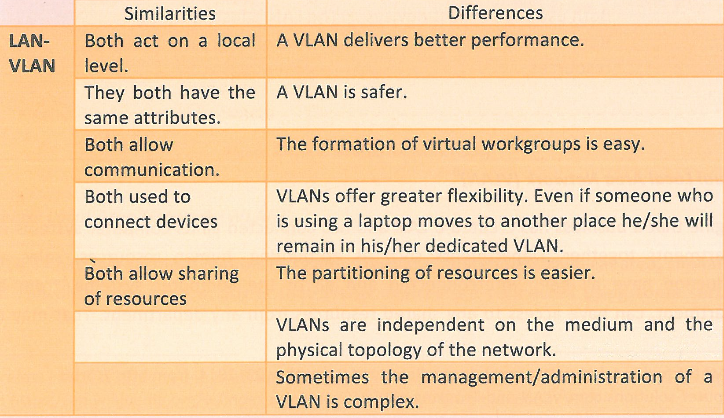 Similarities
Differences
LAN-
VLAN
Both act on a local
level.
A VLAN delivers better performance.
They both have the
same attributes.
A VLAN is safer.
Both allow
communication.
The formation of virtual workgroups is easy.
Both used to
connect devices
VLANs offer greater flexibility. Even if someone who
is using a laptop moves to another place he/she will
remain in his/her dedicated VLAN.
Both allow sharing
of resources
The partitioning of resources is easier.
VLANs are independent on the medium and the
physical topology of the network.
Sometimes the management/administration of a
VLAN is complex.